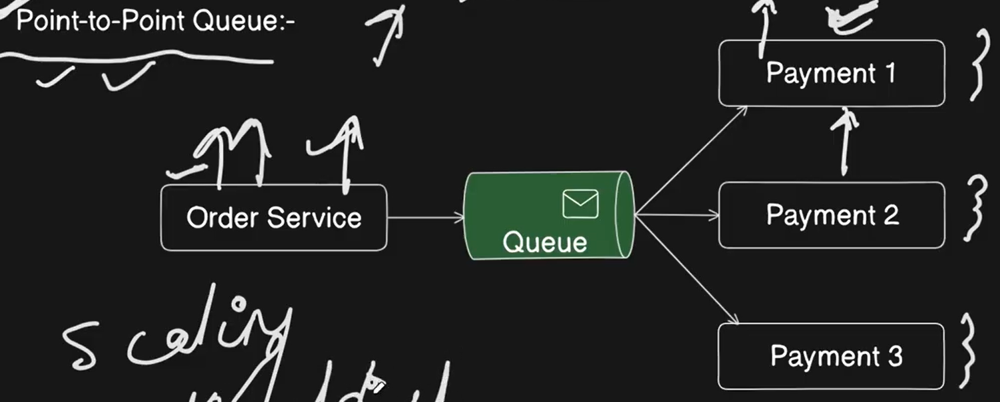 Point-to-Point Queue:-
Payment 1
Order Service
Queue
Payment 2
Payment 3
Scaling